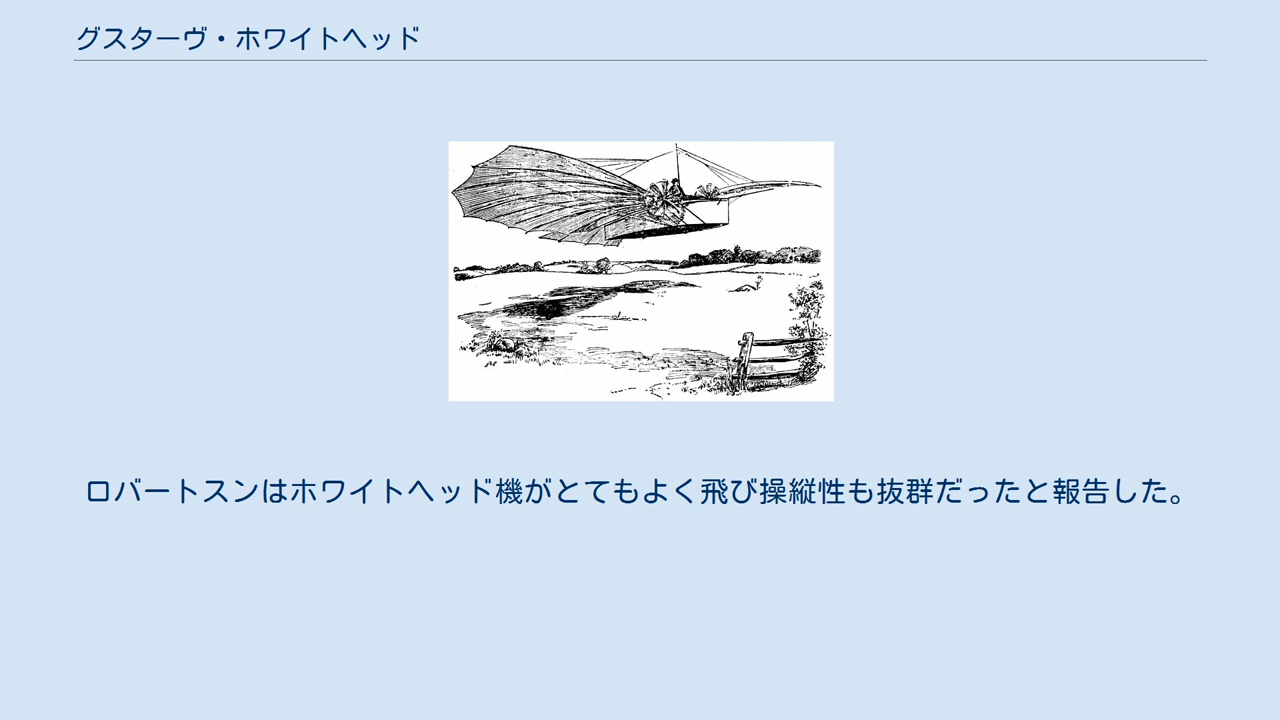 グスターヴ・ホワイトヘッド
ロバートスンはホワイトヘッド機がとてもよく飛び操縦性も抜群だったと報告した。